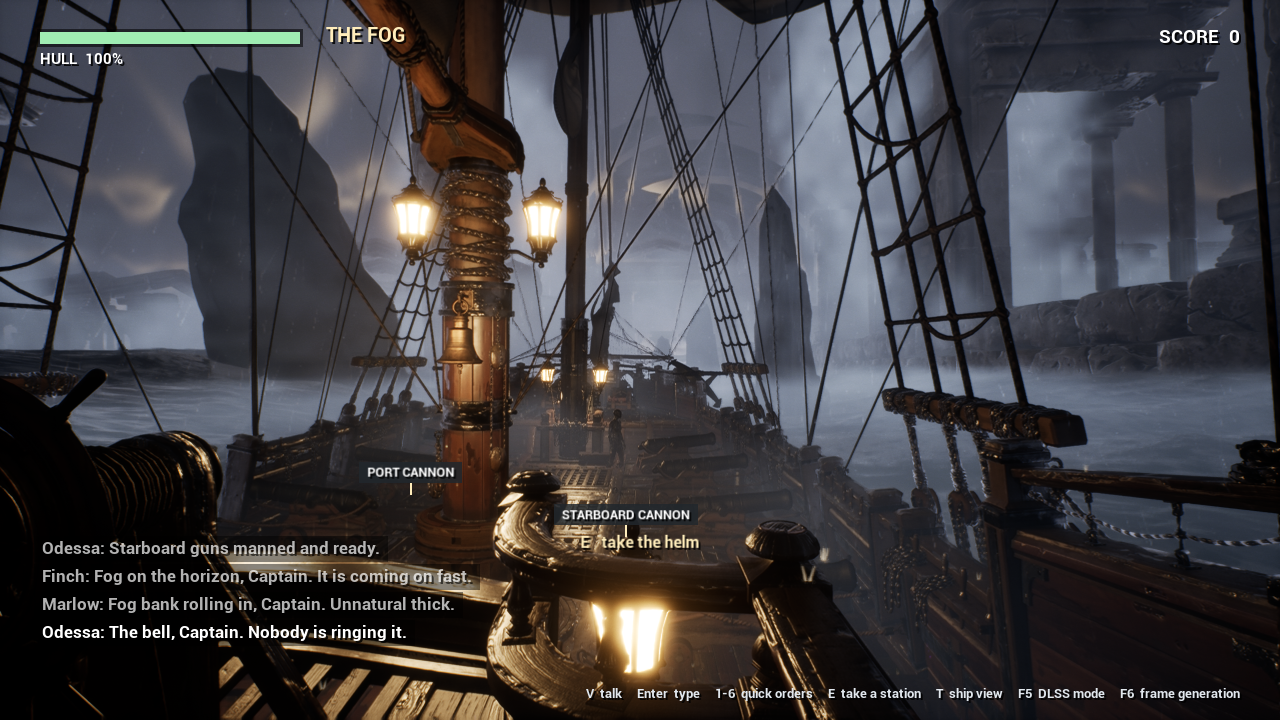 THE FOG
SCORE 0
HULL 100%
PORT CANNON
STARBOARD CANNON
E take the helm
Odessa: Starboard guns manned and ready.
Finch: Fog on the horizon, Captain. It is coming on fast.
Marlow: Fog bank rolling in, Captain. Unnatural thick.
Odessa: The bell, Captain. Nobody is ringing it.
V talk Enter type 1-6 quick orders E take a station T ship view F5 DLSS mode F6 frame generation